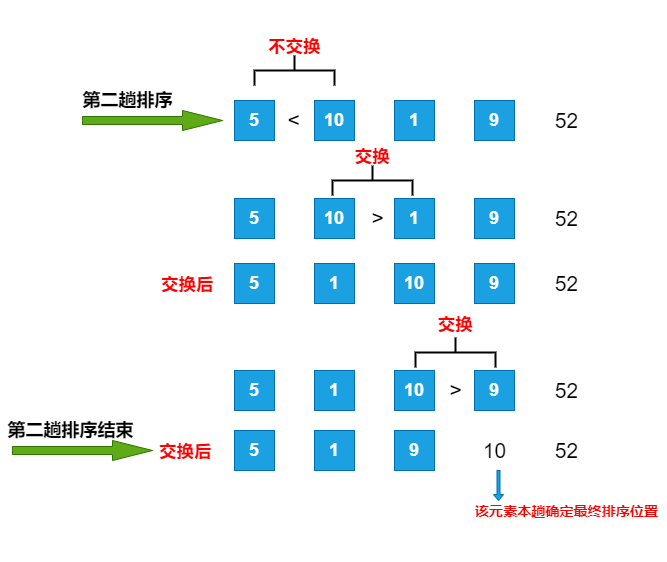 不交换
第二趟排序
5 < 10 1 9 52
交换
5 10 > 1 9 52
交换后 5 1 10 9 52
交换
5 1 10 > 9 52
第二趟排序结束
交换后 5 1 9 10 52
该元素本趟确定最终排序位置